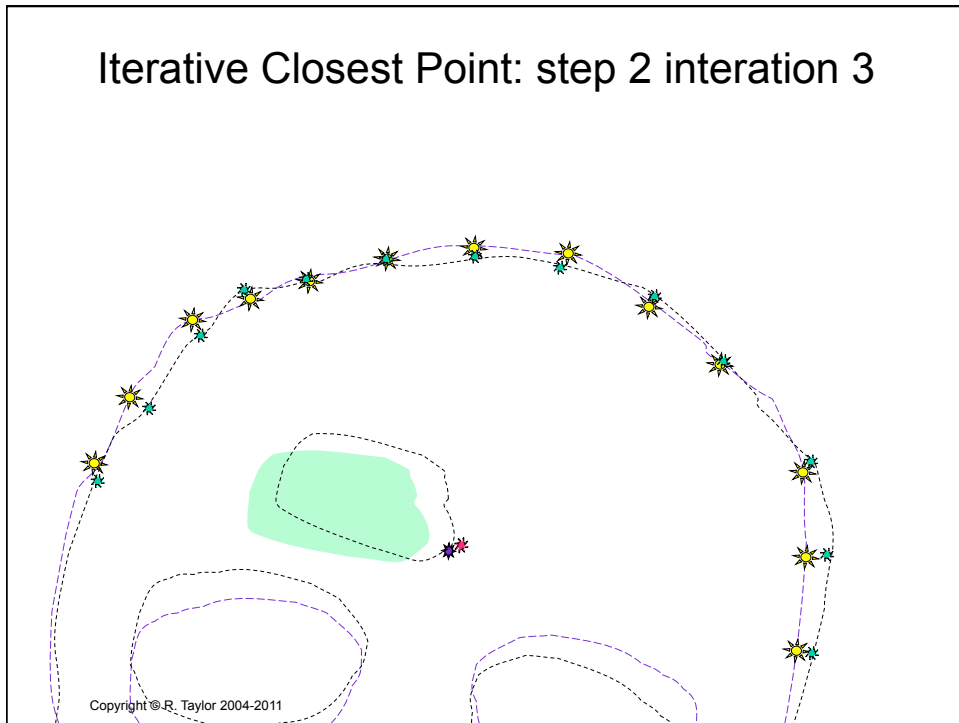 Iterative Closest Point: step 2 interation 3
Copyright © R. Taylor 2004-2011